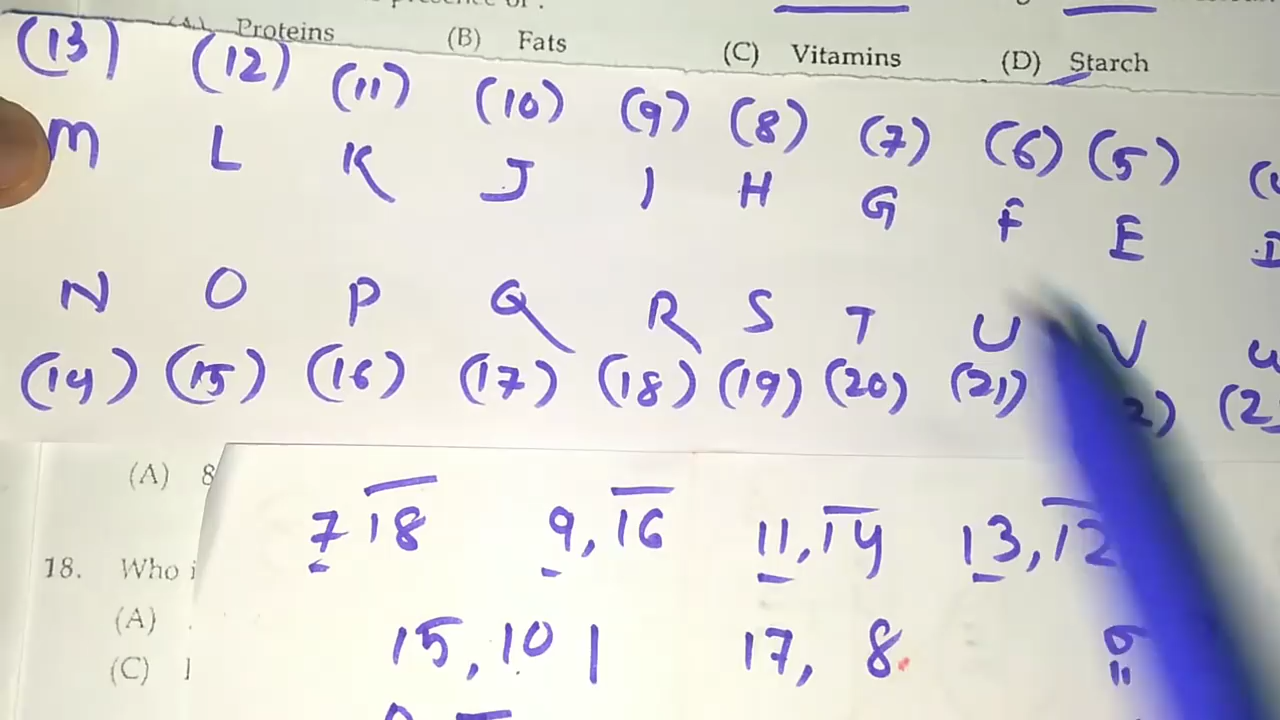 (A) Proteins (B) Fats (C) Vitamins (D) Starch
(13) (12) (11) (10) (9) (8) (7) (6) (5)
M L K J I H G F E D
N O P Q R S T U V
(14) (15) (16) (17) (18) (19) (20) (21)
(A) 8
7 18 9, 16 11, 14 13, 12
18. Who
(A)
15, 10 | 17, 8
(C)